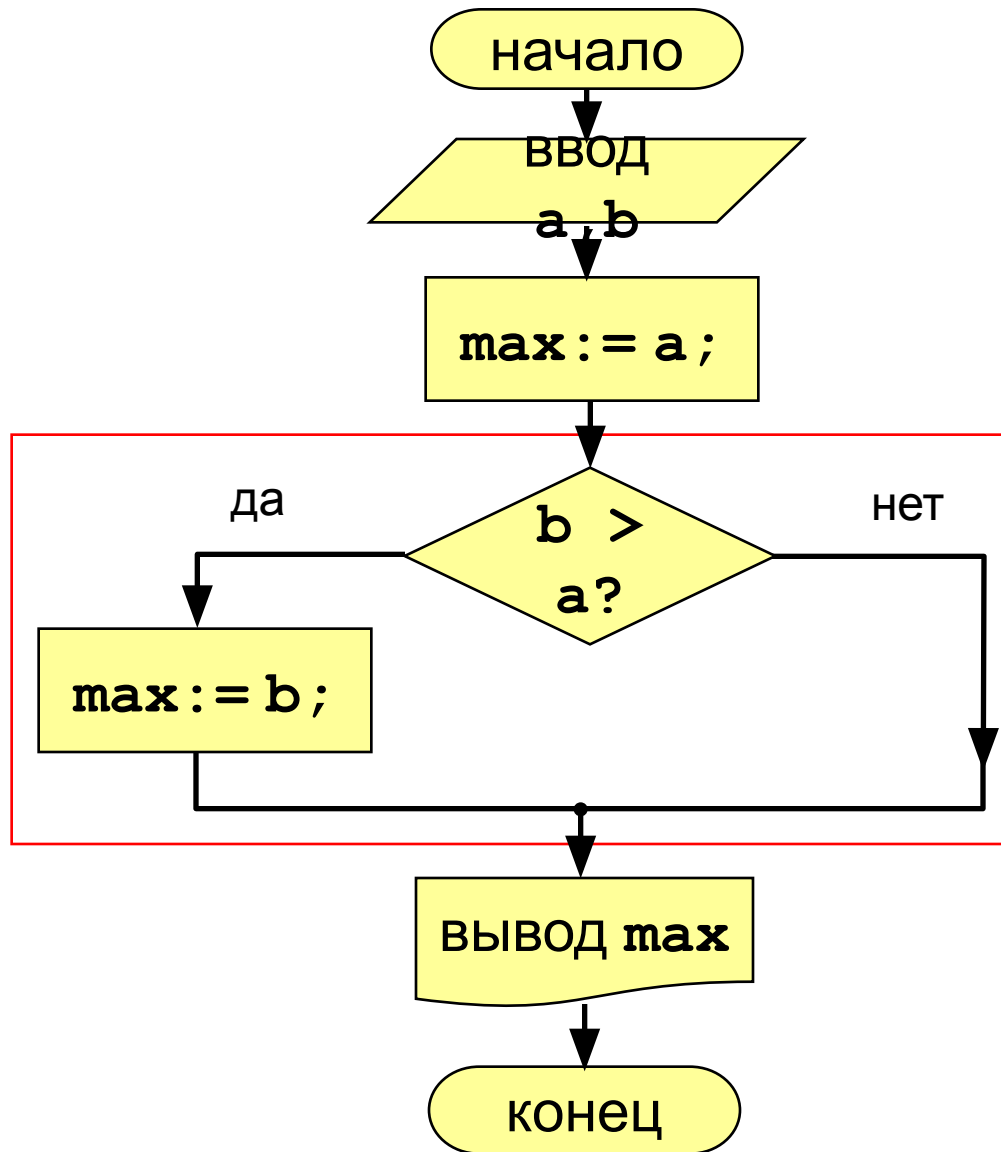 начало
ввод
a,b
max:= a;
да
нет
b >
a?
max:= b;
вывод max
конец